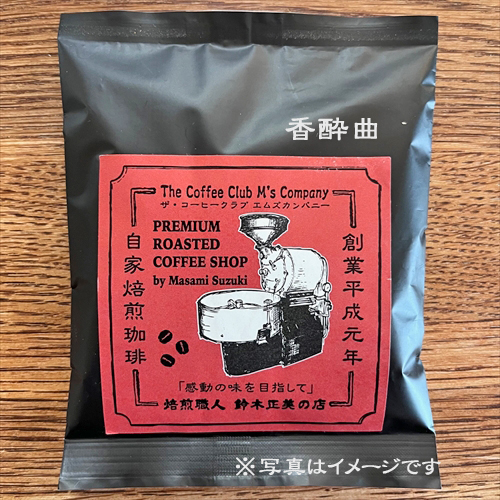 香酔曲
The Coffee Club M's Company
ザ・コーヒークラブ エムズカンパニー
PREMIUM
ROASTED
COFFEE SHOP
by Masami Suzuki
創業平成元年
自家焙煎珈琲
「感動の味を目指して」
焙煎職人 鈴木正美の店
※写真はイメージです